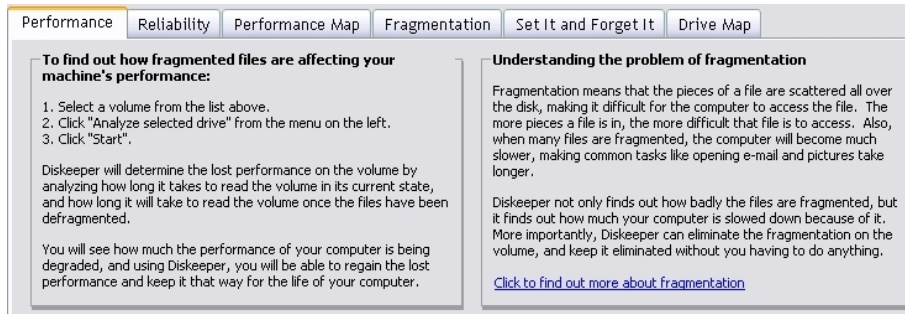 Performance
Reliability
Performance Map
Fragmentation
Set It and Forget It
Drive Map
To find out how fragmented files are affecting your
machine's performance:
1. Select a volume from the list above.
2. Click "Analyze selected drive" from the menu on the left.
3. Click "Start".
Diskeeper will determine the lost performance on the volume by
analyzing how long it takes to read the volume in its current state,
and how long it will take to read the volume once the files have been
defragmented.
You will see how much the performance of your computer is being
degraded, and using Diskeeper, you will be able to regain the lost
performance and keep it that way for the life of your computer.
Understanding the problem of fragmentation
Fragmentation means that the pieces of a file are scattered all over
the disk, making it difficult for the computer to access the file. The
more pieces a file is in, the more difficult that file is to access. Also,
when many files are fragmented, the computer will become much
slower, making common tasks like opening e-mail and pictures take
longer.
Diskeeper not only finds out how badly the files are fragmented, but
it finds out how much your computer is slowed down because of it.
More importantly, Diskeeper can eliminate the fragmentation on the
volume, and keep it eliminated without you having to do anything.
Click to find out more about fragmentation